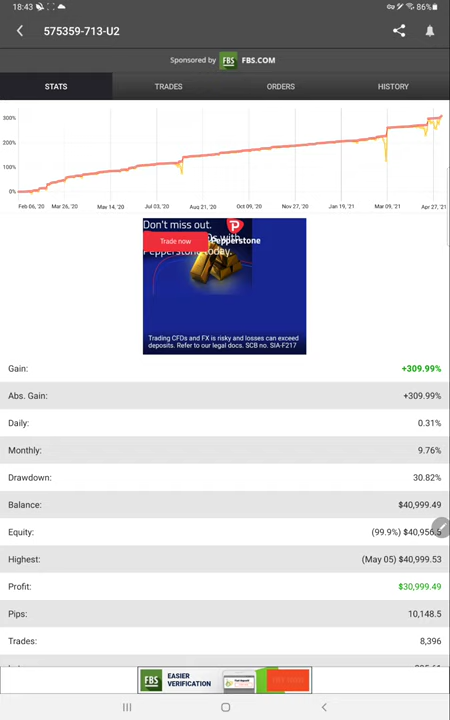 18:43
86%
575359-713-U2
Sponsored by FBS FBS.COM
STATS TRADES ORDERS HISTORY
300%
200%
100%
0%
Feb 06, '20 Mar 26, '20 May 14, '20 Jul 03, '20 Aug 21, '20 Oct 09, '20 Nov 27, '20 Jan 19, '21 Mar 09, '21 Apr 27, '21
Don't miss out.
Trade now
Pepperstone
Pepperstone today.
Trading CFDs and FX is risky and losses can exceed
deposits. Refer to our legal docs. SCB no. SIA-F217
Gain: +309.99%
Abs. Gain: +309.99%
Daily: 0.31%
Monthly: 9.76%
Drawdown: 30.82%
Balance: $40,999.49
Equity: (99.9%) $40,956.5
Highest: (May 05) $40,999.53
Profit: $30,999.49
Pips: 10,148.5
Trades: 8,396
FBS
EASIER
VERIFICATION